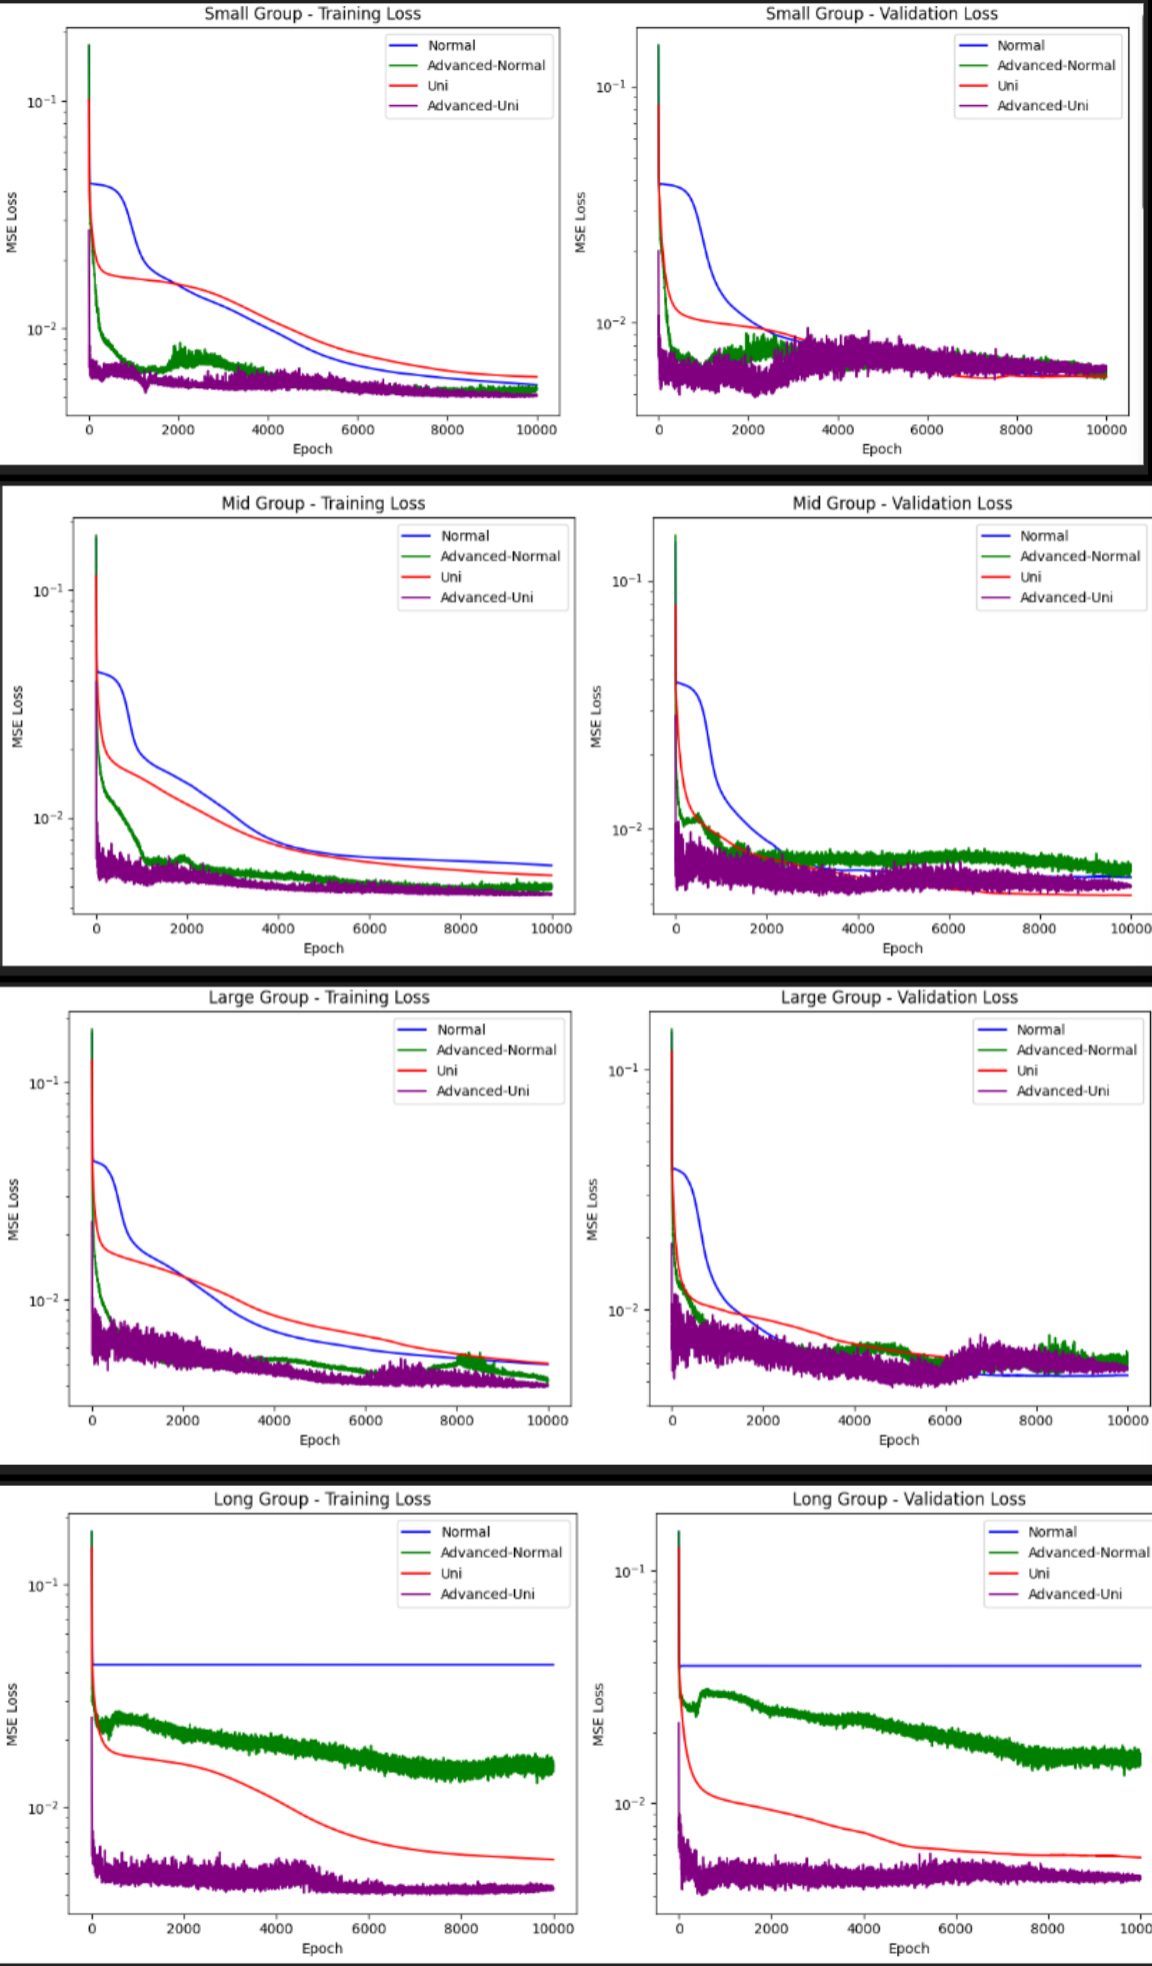 Small Group - Training Loss
Normal
Advanced-Normal
Uni
Advanced-Uni
10⁻¹
10⁻²
MSE Loss
0 2000 4000 6000 8000 10000
Epoch
Small Group - Validation Loss
Normal
Advanced-Normal
Uni
Advanced-Uni
10⁻¹
10⁻²
MSE Loss
0 2000 4000 6000 8000 10000
Epoch
Mid Group - Training Loss
Normal
Advanced-Normal
Uni
Advanced-Uni
10⁻¹
10⁻²
MSE Loss
0 2000 4000 6000 8000 10000
Epoch
Mid Group - Validation Loss
Normal
Advanced-Normal
Uni
Advanced-Uni
10⁻¹
10⁻²
MSE Loss
0 2000 4000 6000 8000 10000
Epoch
Large Group - Training Loss
Normal
Advanced-Normal
Uni
Advanced-Uni
10⁻¹
10⁻²
MSE Loss
0 2000 4000 6000 8000 10000
Epoch
Large Group - Validation Loss
Normal
Advanced-Normal
Uni
Advanced-Uni
10⁻¹
10⁻²
MSE Loss
0 2000 4000 6000 8000 10000
Epoch
Long Group - Training Loss
Normal
Advanced-Normal
Uni
Advanced-Uni
10⁻¹
10⁻²
MSE Loss
0 2000 4000 6000 8000 10000
Epoch
Long Group - Validation Loss
Normal
Advanced-Normal
Uni
Advanced-Uni
10⁻¹
10⁻²
MSE Loss
0 2000 4000 6000 8000 1000
Epoch